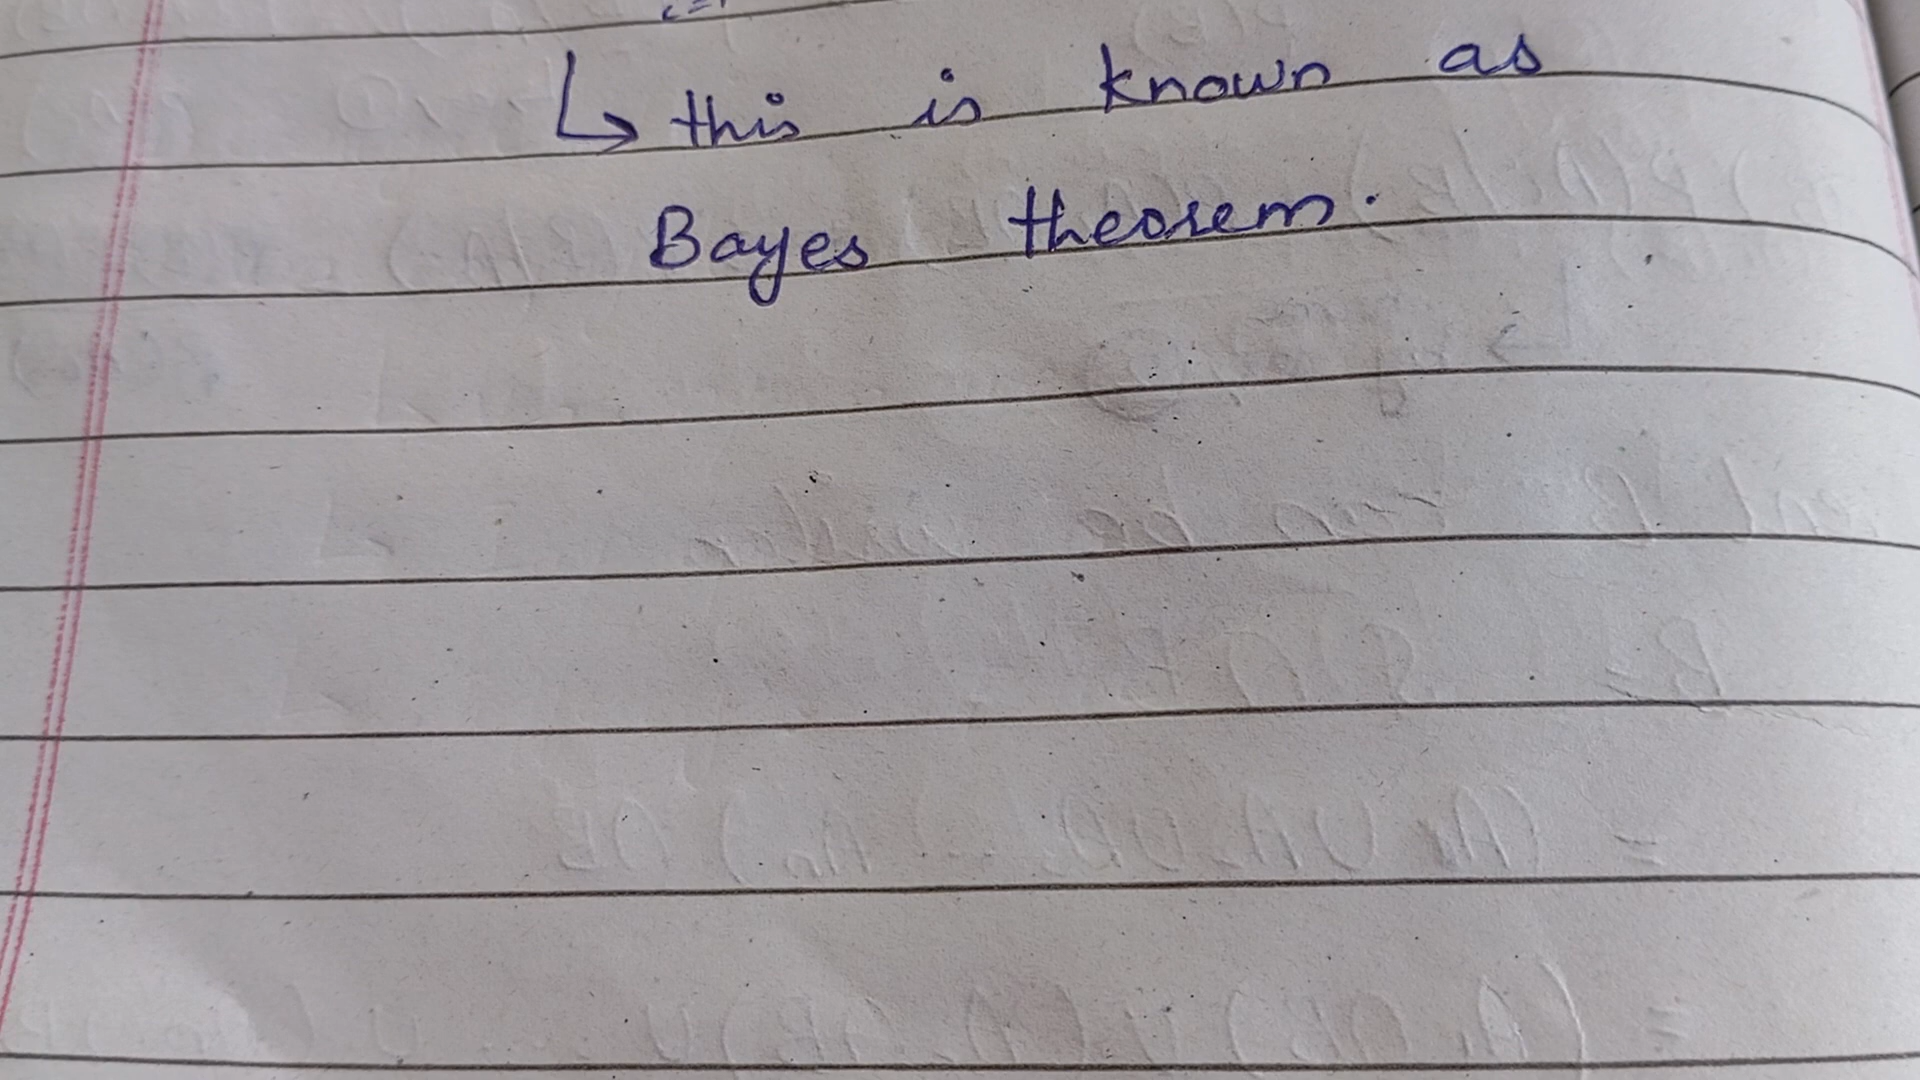 ↳ this is known as
Bayes theorem.